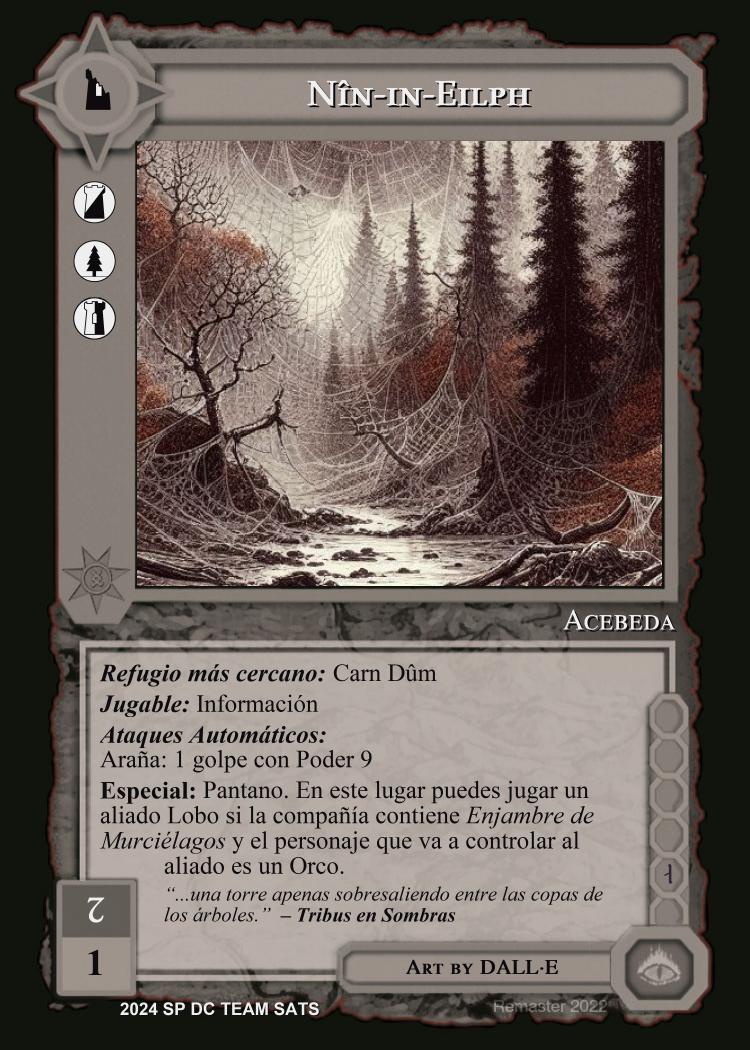 Nîn-in-Eilph
Acebeda
Refugio más cercano: Carn Dûm
Jugable: Información
Ataques Automáticos:
Araña: 1 golpe con Poder 9
Especial: Pantano. En este lugar puedes jugar un
aliado Lobo si la compañía contiene Enjambre de
Murciélagos y el personaje que va a controlar al
aliado es un Orco.
“...una torre apenas sobresaliendo entre las copas de
los árboles.” – Tribus en Sombras
1
Art by DALL·E
2024 SP DC TEAM SATS
Remaster 2022